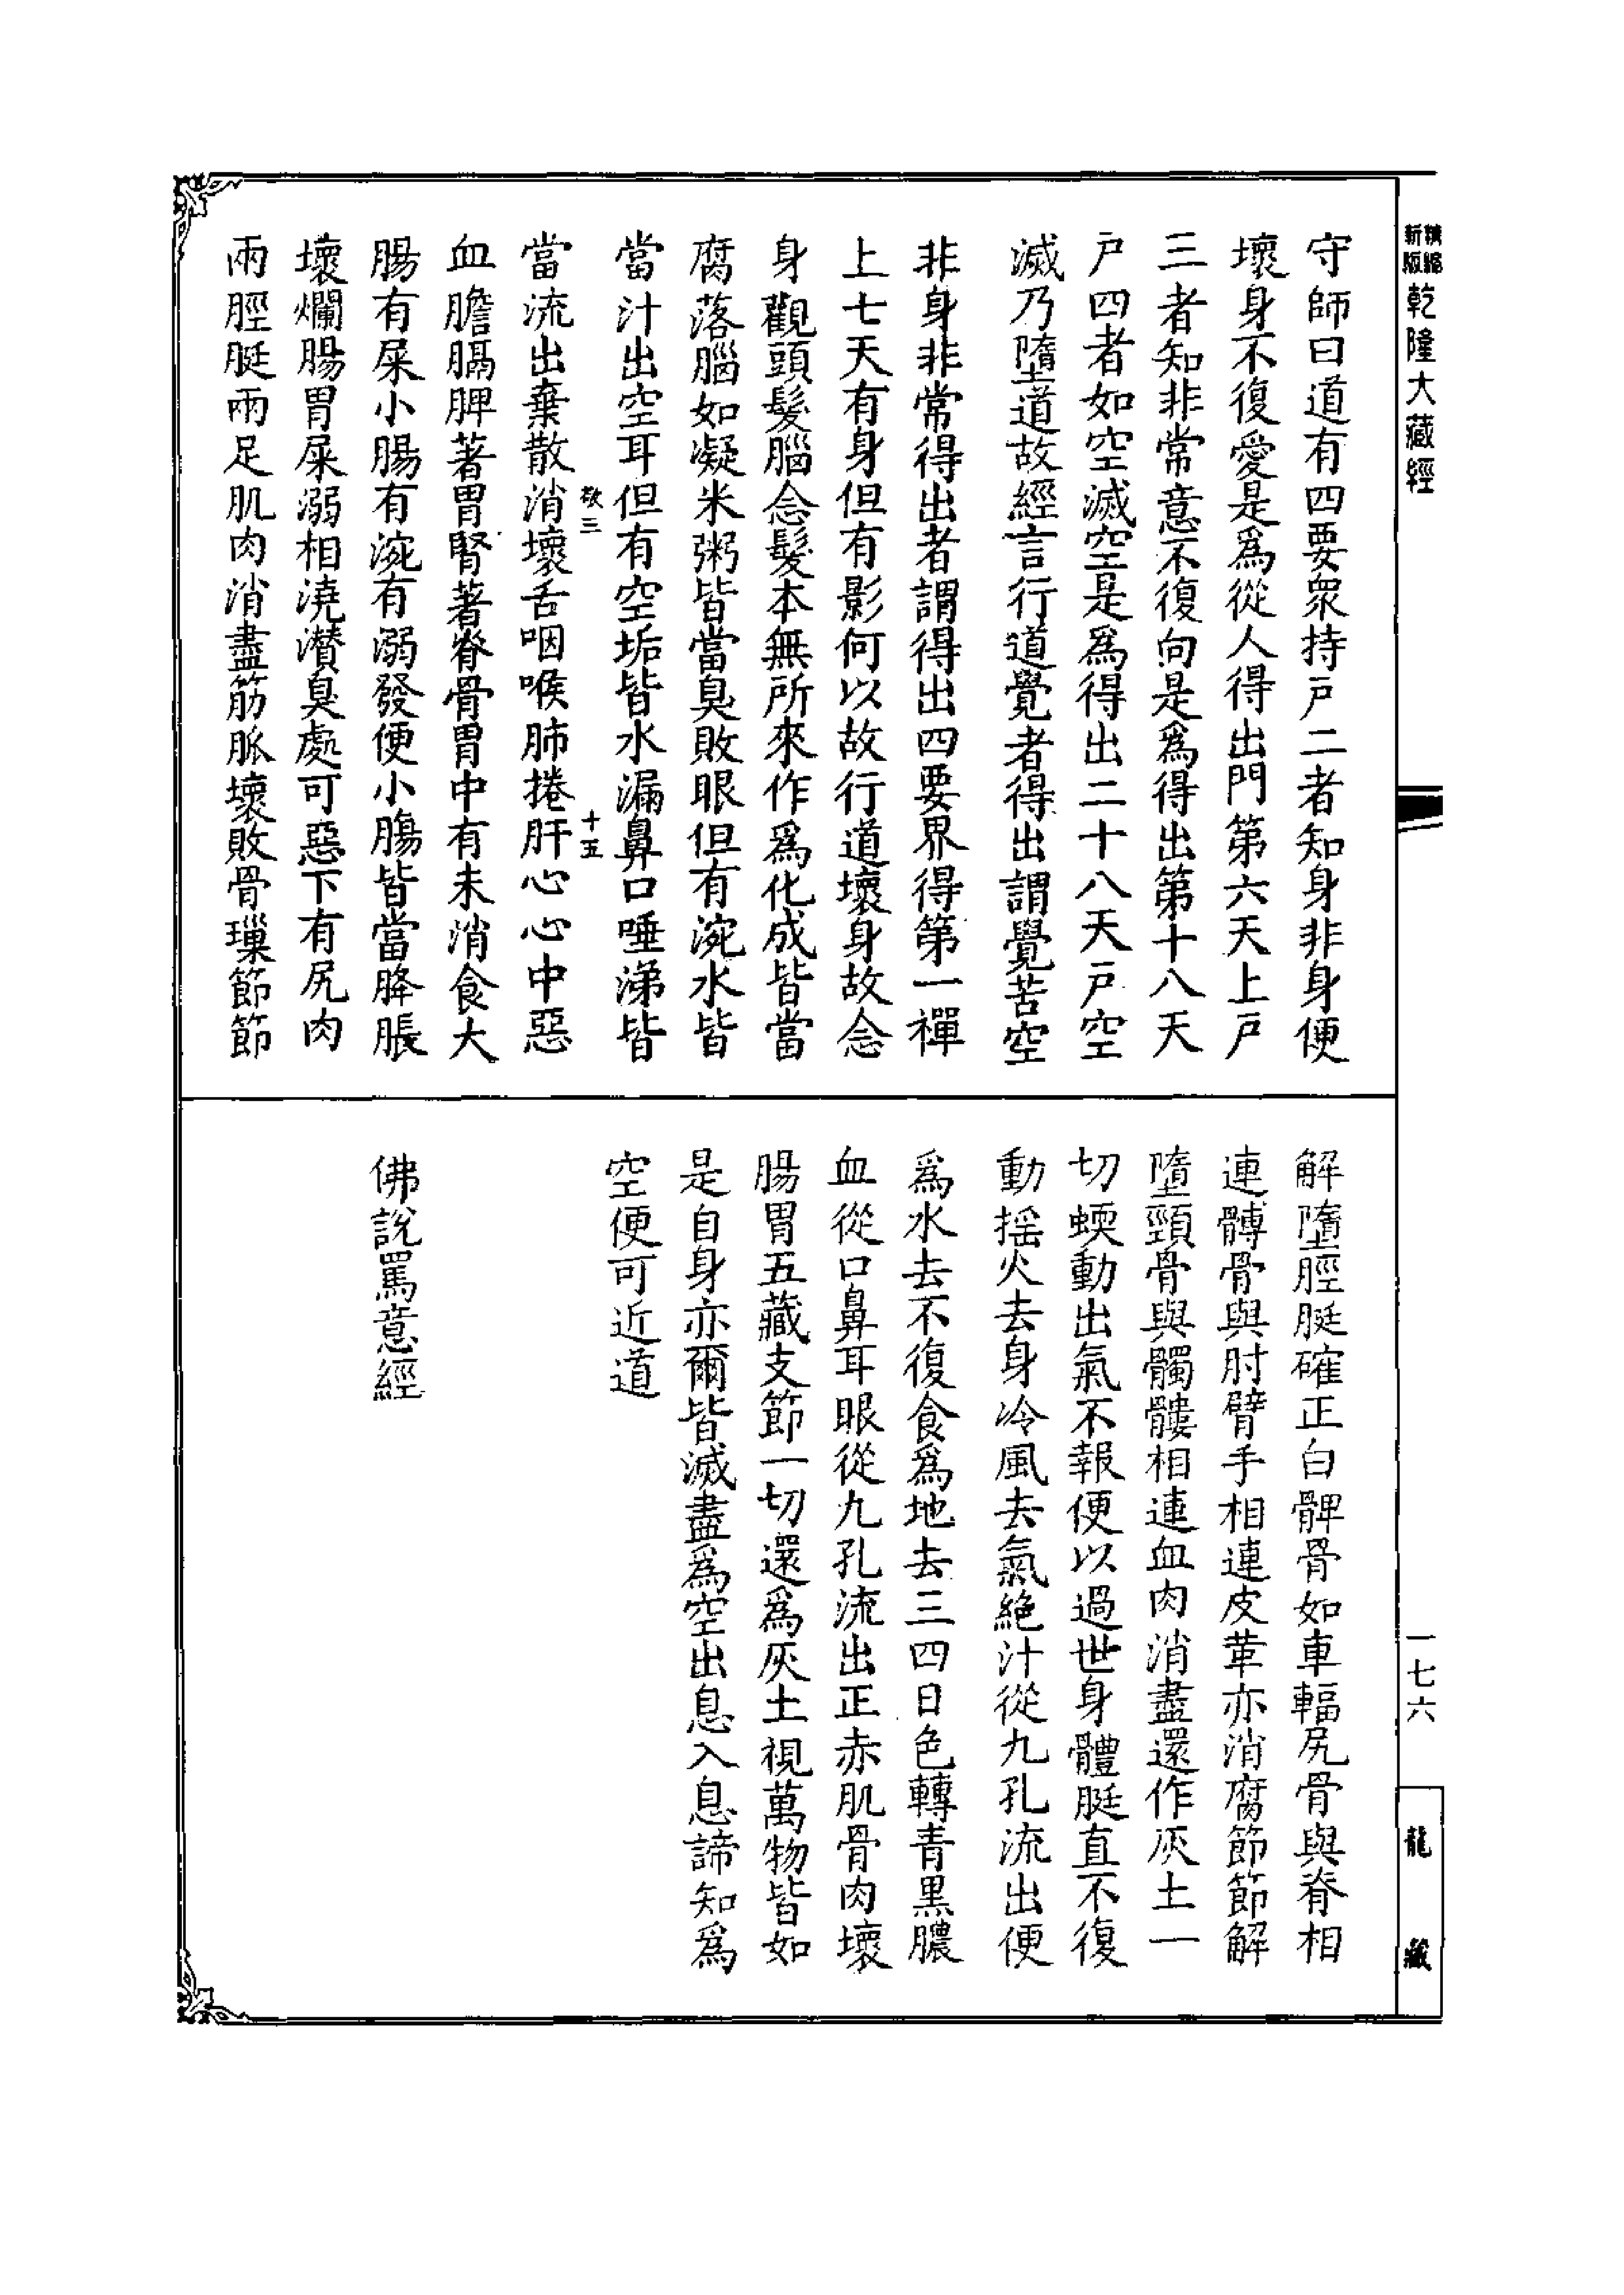 精縮
新版
乾隆大藏經
一七六
龍藏
守師曰道有四要衆持戸二者知身非身便
壞身不復愛是爲從人得出門第六天上戸
三者知非常意不復向是爲得出第十八天
戸四者如空滅空是爲得出二十八天戸空
滅乃墮道故經言行道覺者得出謂覺苦空
非身非常得出者謂得出四要界得第一禪
上七天有身但有影何以故行道壞身故念
身觀頭髮腦念髮本無所來作爲化成皆當
腐落腦如凝米粥皆當臭敗眼但有涴水皆
當汁出空耳但有空垢皆水漏鼻口唾涕皆
敬三
十五
當流出棄散消壞舌咽喉肺捲肝心心中惡
血膽膈脾著胃腎著脊骨胃中有未消食大
腸有屎小腸有涴有溺發便小腸皆當胮脹
壞爛腸胃屎溺相澆灒臭處可惡下有尻肉
兩脛脡兩足肌肉消盡筋脈壞敗骨璅節節
解墮脛脡確正白髀骨如車輻尻骨與脊相
連髆骨與肘臂手相連皮革亦消腐節節解
墮頸骨與髑髏相連血肉消盡還作灰土一
切蝡動出氣不報便以過世身體脡直不復
動搖火去身冷風去氣絶汁從九孔流出便
爲水去不復食爲地去三四日色轉青黒膿
血從口鼻耳眼從九孔流出正赤肌骨肉壞
腸胃五藏支節一切還爲灰土視萬物皆如
是自身亦爾皆滅盡爲空出息入息諦知爲
空便可近道
佛說罵意經